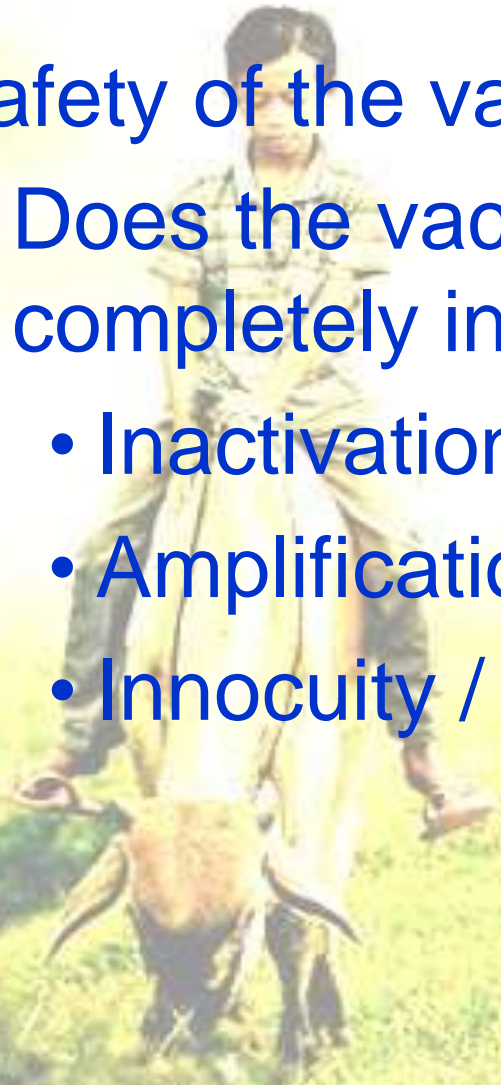 afety of the va
Does the vac
completely in
• Inactivation
• Amplificatio
• Innocuity /